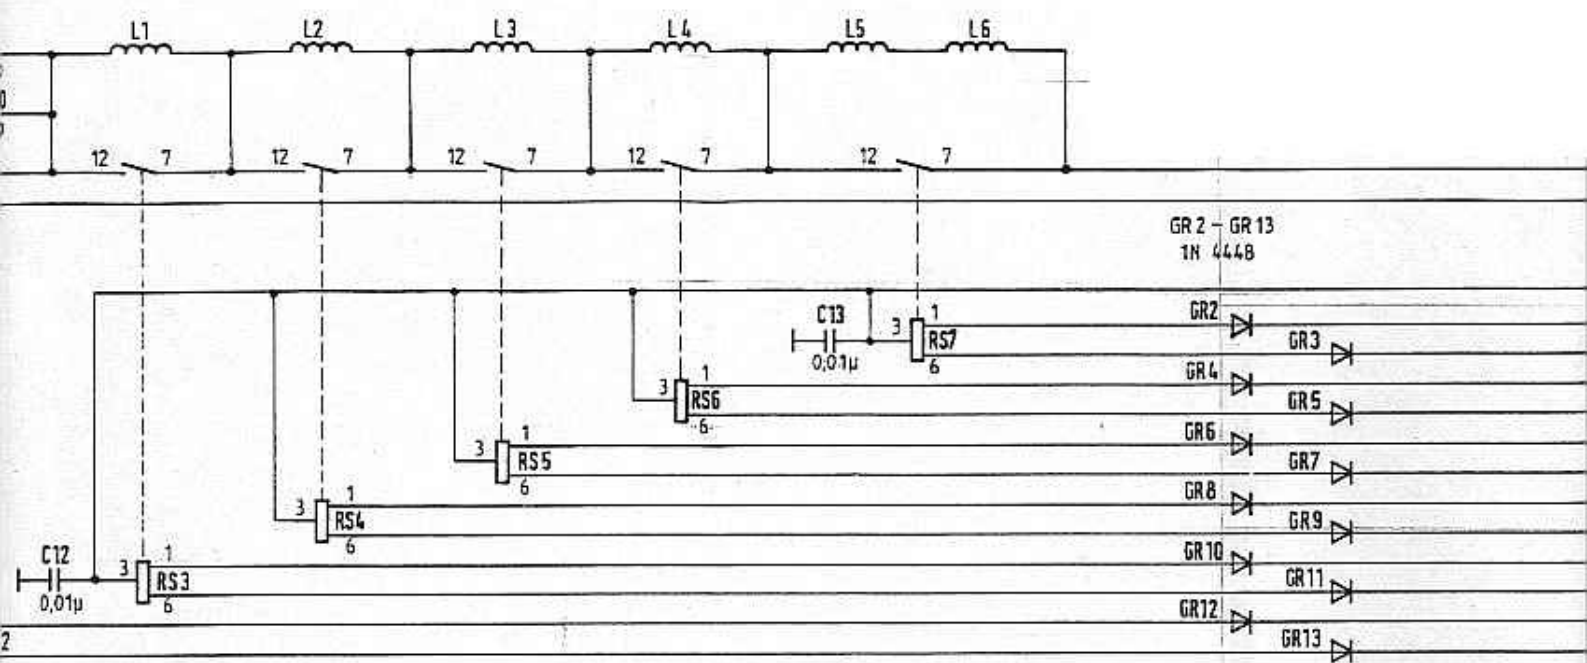 L1 L2 L3 L4 L5 L6
12 7 12 7 12 7 12 7 12 7
GR 2 - GR 13
1N 4448
C13 3 1 GR2
RS7 GR3
0,01µ 6
3 1 GR4
RS6 GR5
6
3 1 GR6
RS5 GR7
6
3 1 GR8
RS4 GR9
6
C12 3 1 GR10
RS3 GR11
0,01µ 6
GR12
2 GR13